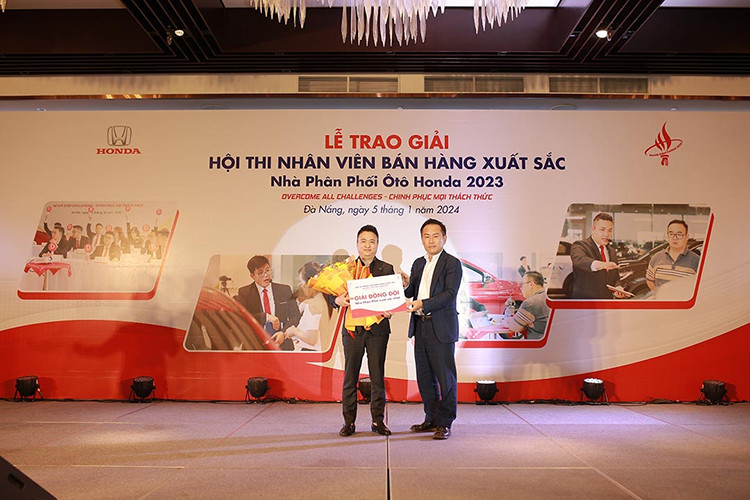 HONDA
LỄ TRAO GIẢI
HỘI THI NHÂN VIÊN BÁN HÀNG XUẤT SẮC
Nhà Phân Phối Ôtô Honda 2023
OVERCOME ALL CHALLENGES - CHINH PHỤC MỌI THÁCH THỨC
Đà Nẵng, ngày 5 tháng 1 năm 2024
GIẢI ĐỒNG ĐỘI